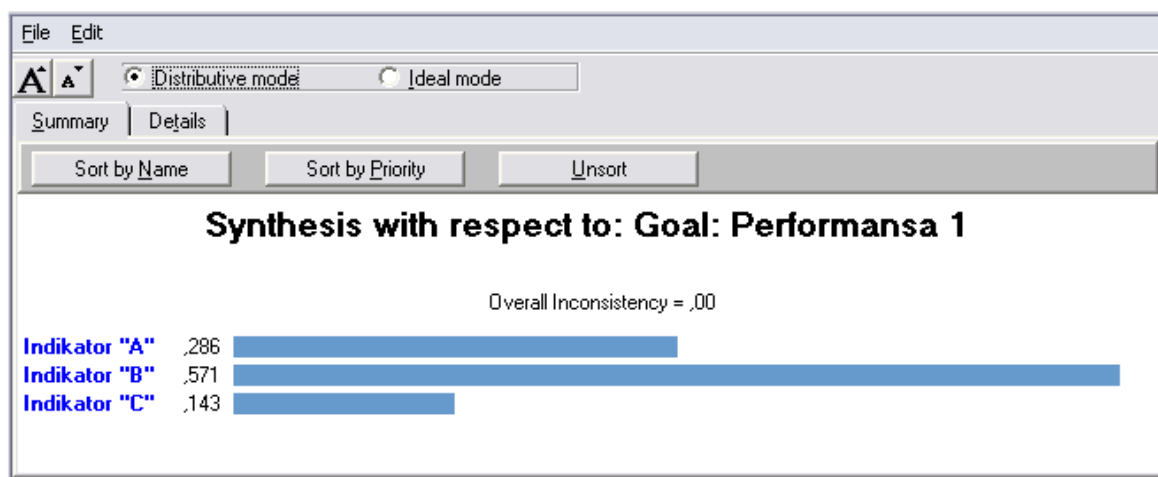 File Edit
A A Distributive mode Ideal mode
Summary Details
Sort by Name Sort by Priority Unsort
Synthesis with respect to: Goal: Performansa 1
Overall Inconsistency = ,00
Indikator "A" ,286
Indikator "B" ,571
Indikator "C" ,143